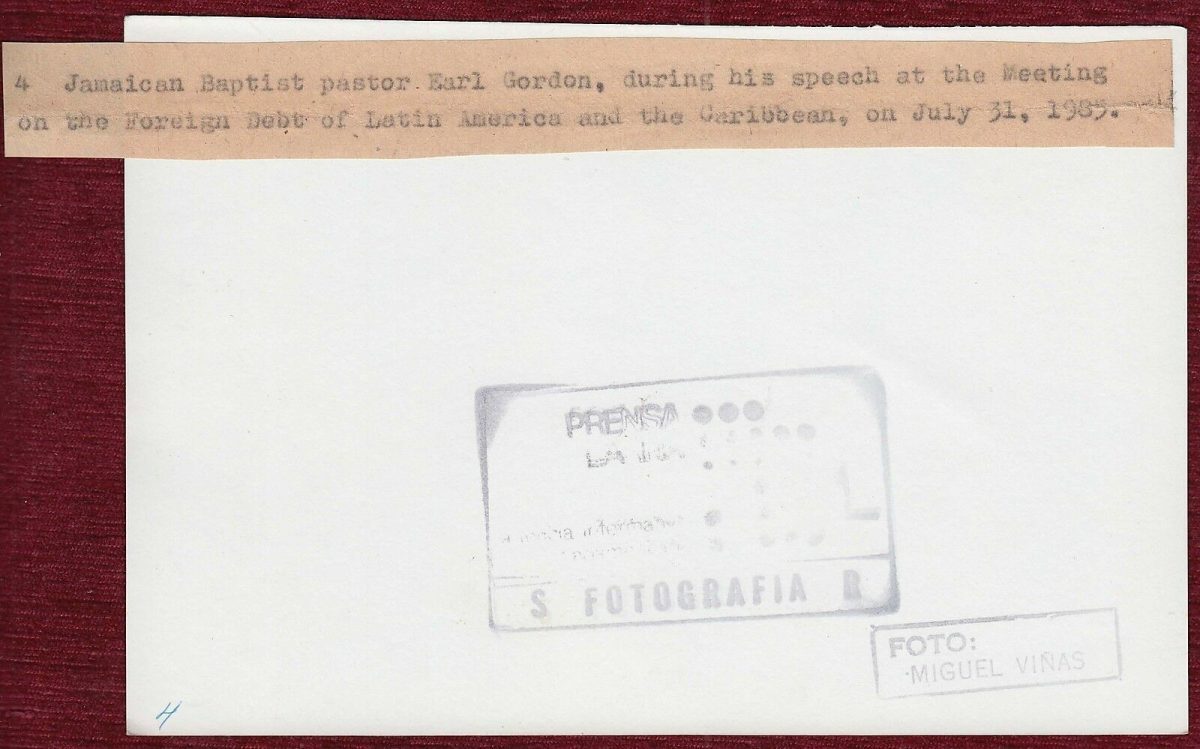 4 Jamaican Baptist pastor Earl Gordon, during his speech at the Meeting
on the Foreign Debt of Latin America and the Caribbean, on July 31, 1985.
PRENSA
LA
S FOTOGRAFIA R
FOTO:
MIGUEL VIÑAS
4